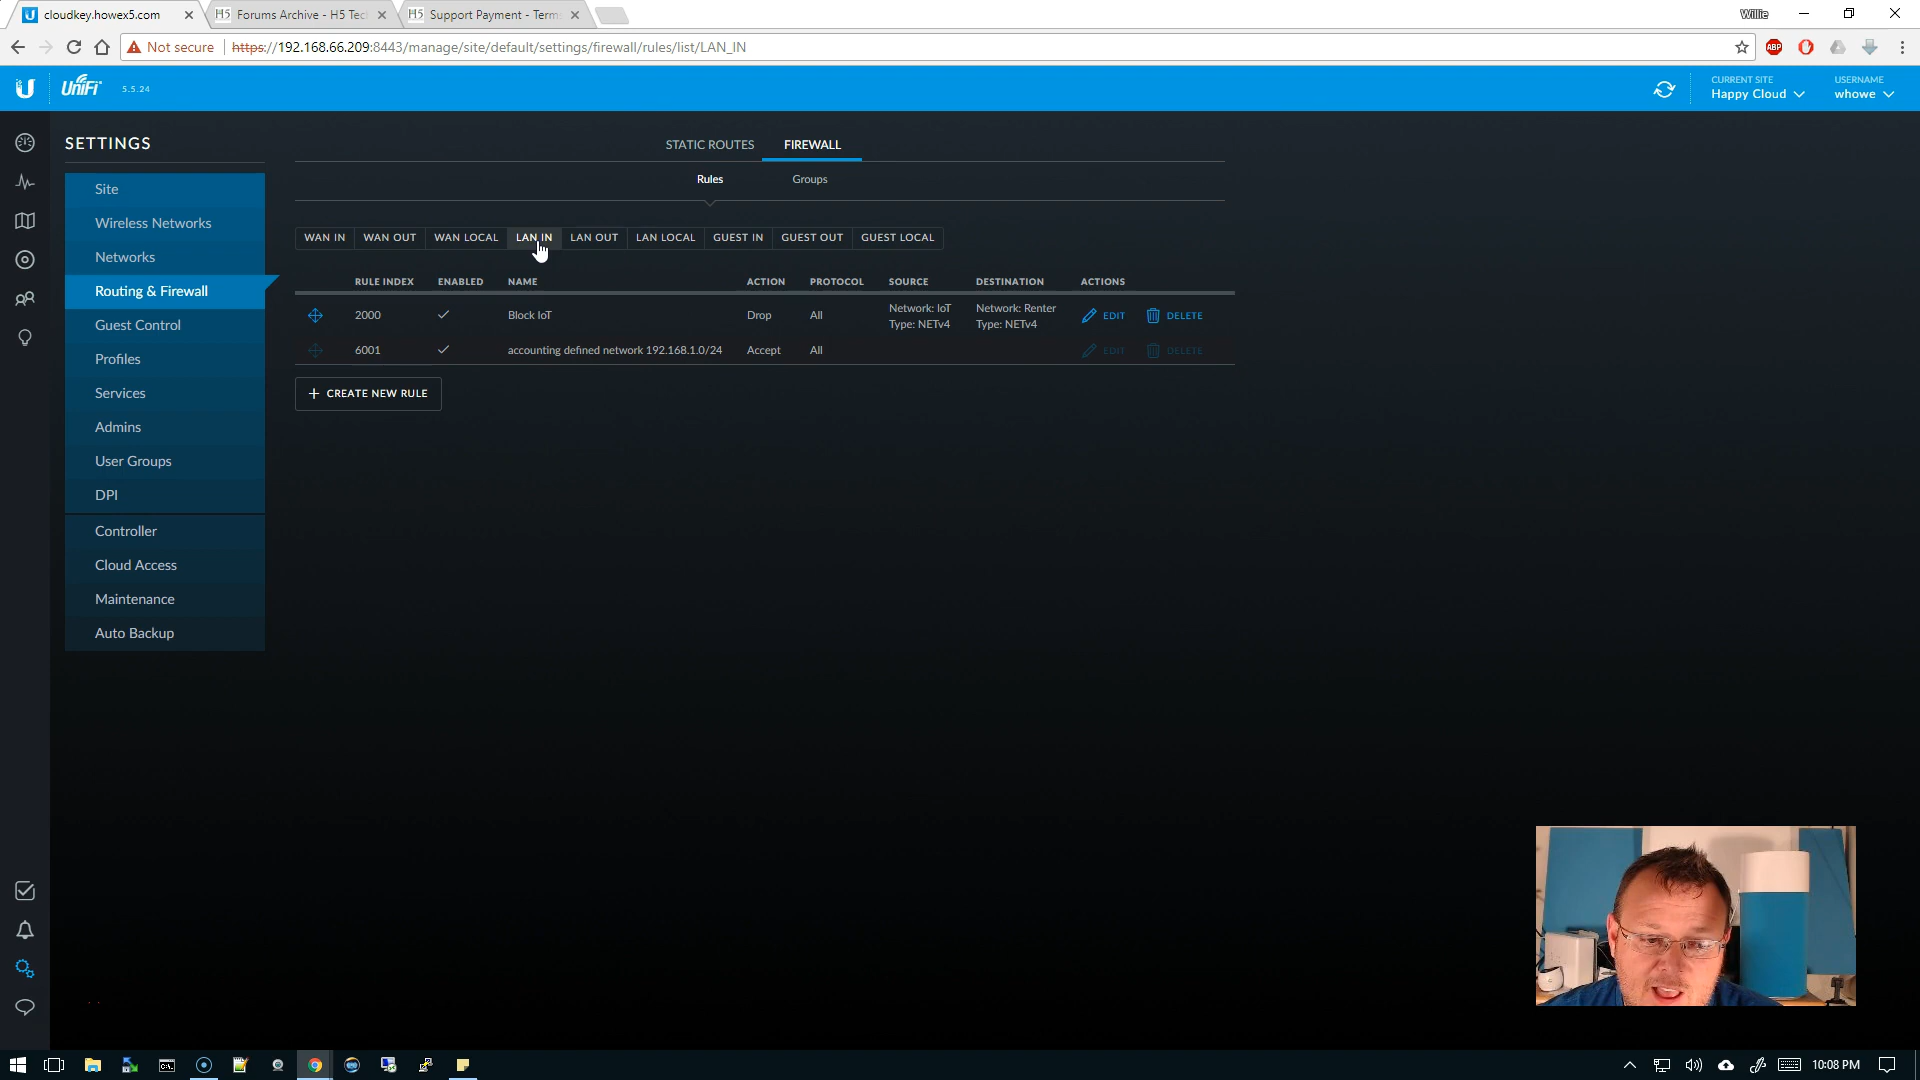 cloudkey.howex5.com
H5 Forums Archive - H5 Tec
H5 Support Payment - Term
Willie
Not secure
https://192.168.66.209:8443/manage/site/default/settings/firewall/rules/list/LAN_IN
ABP
U UniFi 5.5.24
CURRENT SITE
Happy Cloud
USERNAME
whowe
SETTINGS
STATIC ROUTES FIREWALL
Rules Groups
Site
Wireless Networks
Networks
Routing & Firewall
Guest Control
Profiles
Services
Admins
User Groups
DPI
Controller
Cloud Access
Maintenance
Auto Backup
WAN IN WAN OUT WAN LOCAL LAN IN LAN OUT LAN LOCAL GUEST IN GUEST OUT GUEST LOCAL
RULE INDEX ENABLED NAME ACTION PROTOCOL SOURCE DESTINATION ACTIONS
2000 Block IoT Drop All Network: IoT Type: NETv4 Network: Renter Type: NETv4 EDIT DELETE
6001 accounting defined network 192.168.1.0/24 Accept All EDIT DELETE
+ CREATE NEW RULE
10:08 PM